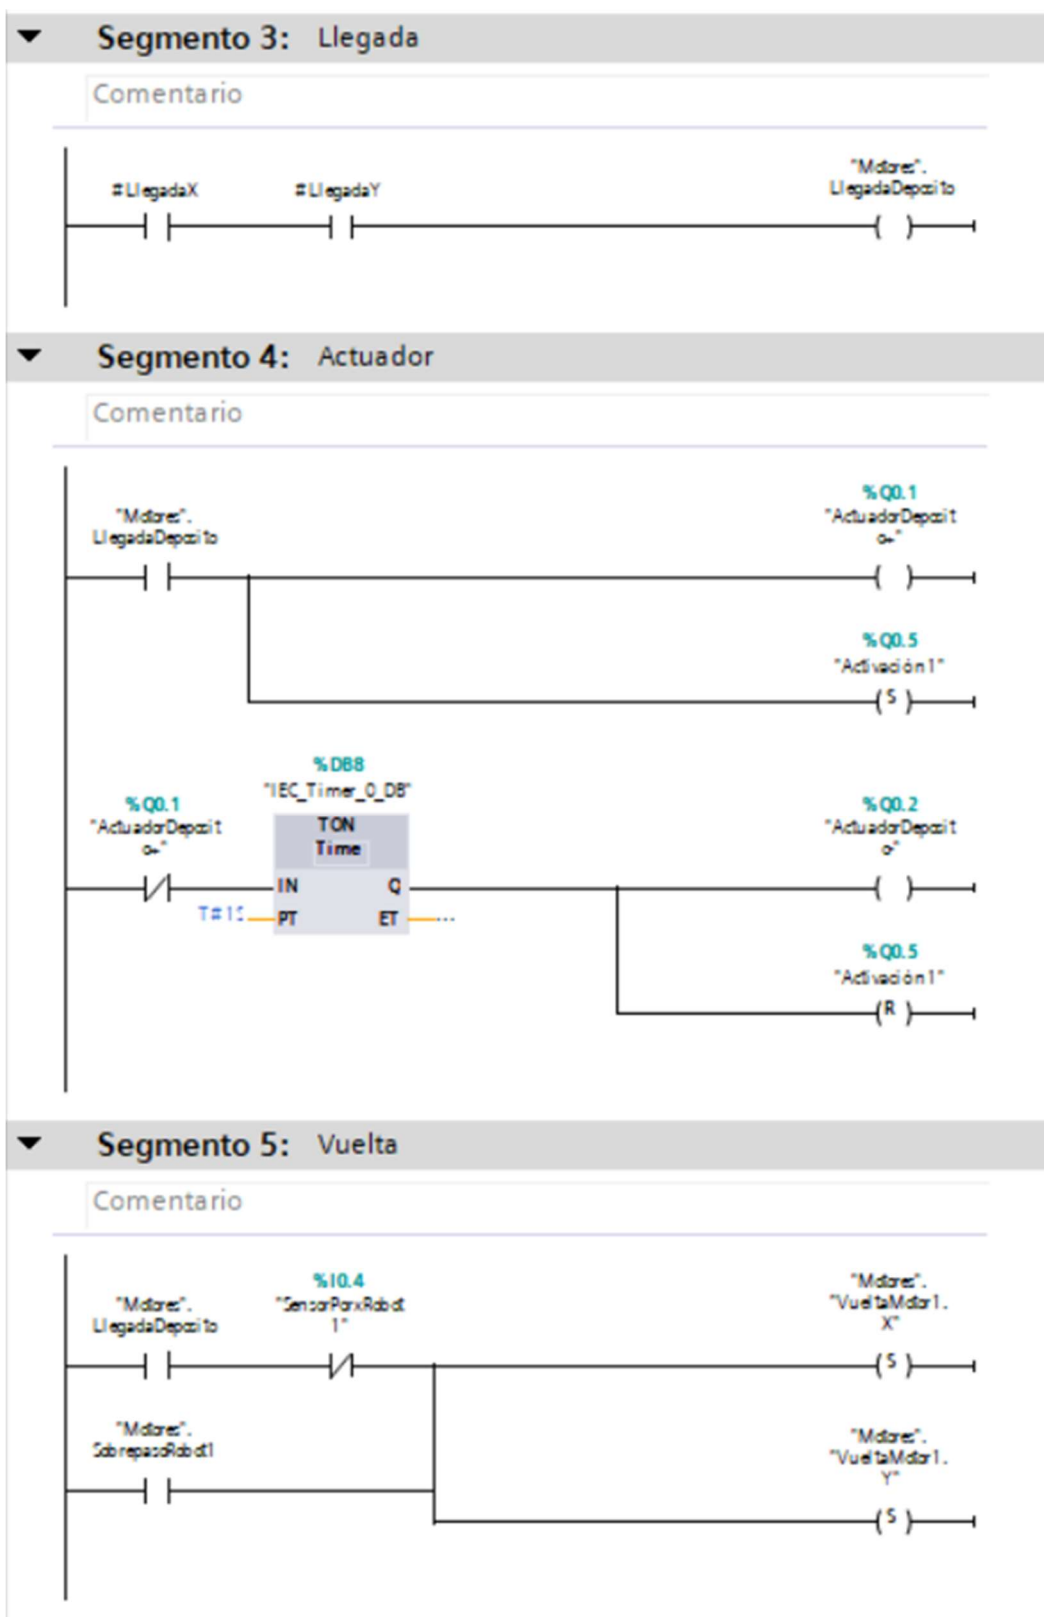 Segmento 3: Llegada
Comentario
#LlegadaX
#LlegadaY
"Motores".
LlegadaDeposito
Segmento 4: Actuador
Comentario
"Motores".
LlegadaDeposito
%Q0.1
"ActuadorDeposit
o+"
%Q0.5
"Activación1"
(S)
%DB8
"IEC_Timer_0_DB"
%Q0.1
"ActuadorDeposit
o+"
TON
Time
IN
Q
T#1S
PT
ET
...
%Q0.2
"ActuadorDeposit
o-"
%Q0.5
"Activación1"
(R)
Segmento 5: Vuelta
Comentario
"Motores".
LlegadaDeposito
%I0.4
"SensorPorxRobot
1"
"Motores".
"VueltaMotor1.
X"
(S)
"Motores".
SobrepasoRobot1
"Motores".
"VueltaMotor1.
Y"
(S)